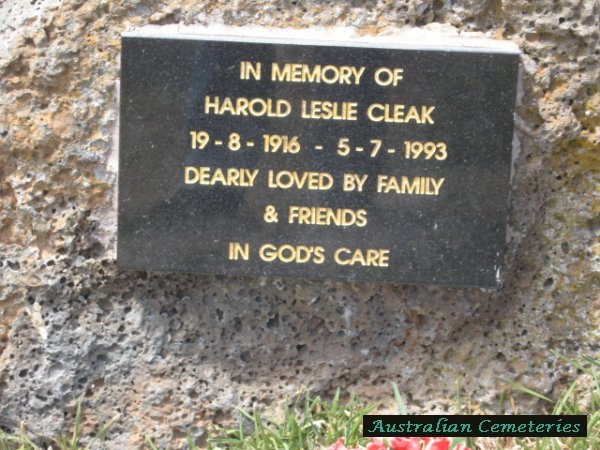 IN MEMORY OF
HAROLD LESLIE CLEAK
19 - 8 - 1916 - 5 - 7 - 1993
DEARLY LOVED BY FAMILY
& FRIENDS
IN GOD'S CARE
Australian Cemeteries